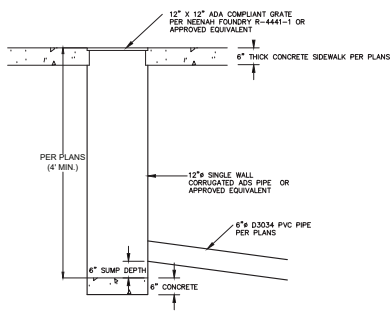 12" X 12" ADA COMPLIANT GRATE
PER NEENAH FOUNDRY R-4441-1 OR
APPROVED EQUIVALENT
6" THICK CONCRETE SIDEWALK PER PLANS
PER PLANS
(4' MIN.)
12"ø SINGLE WALL
CORRUGATED ADS PIPE OR
APPROVED EQUIVALENT
6"ø D3034 PVC PIPE
PER PLANS
6" SUMP DEPTH
6" CONCRETE